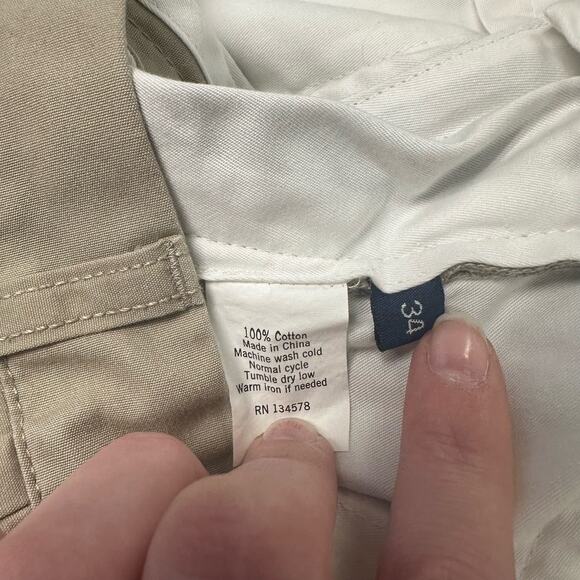 100% Cotton
Made in China
Machine wash cold
Normal cycle
Tumble dry low
Warm iron if needed
RN 134578
34